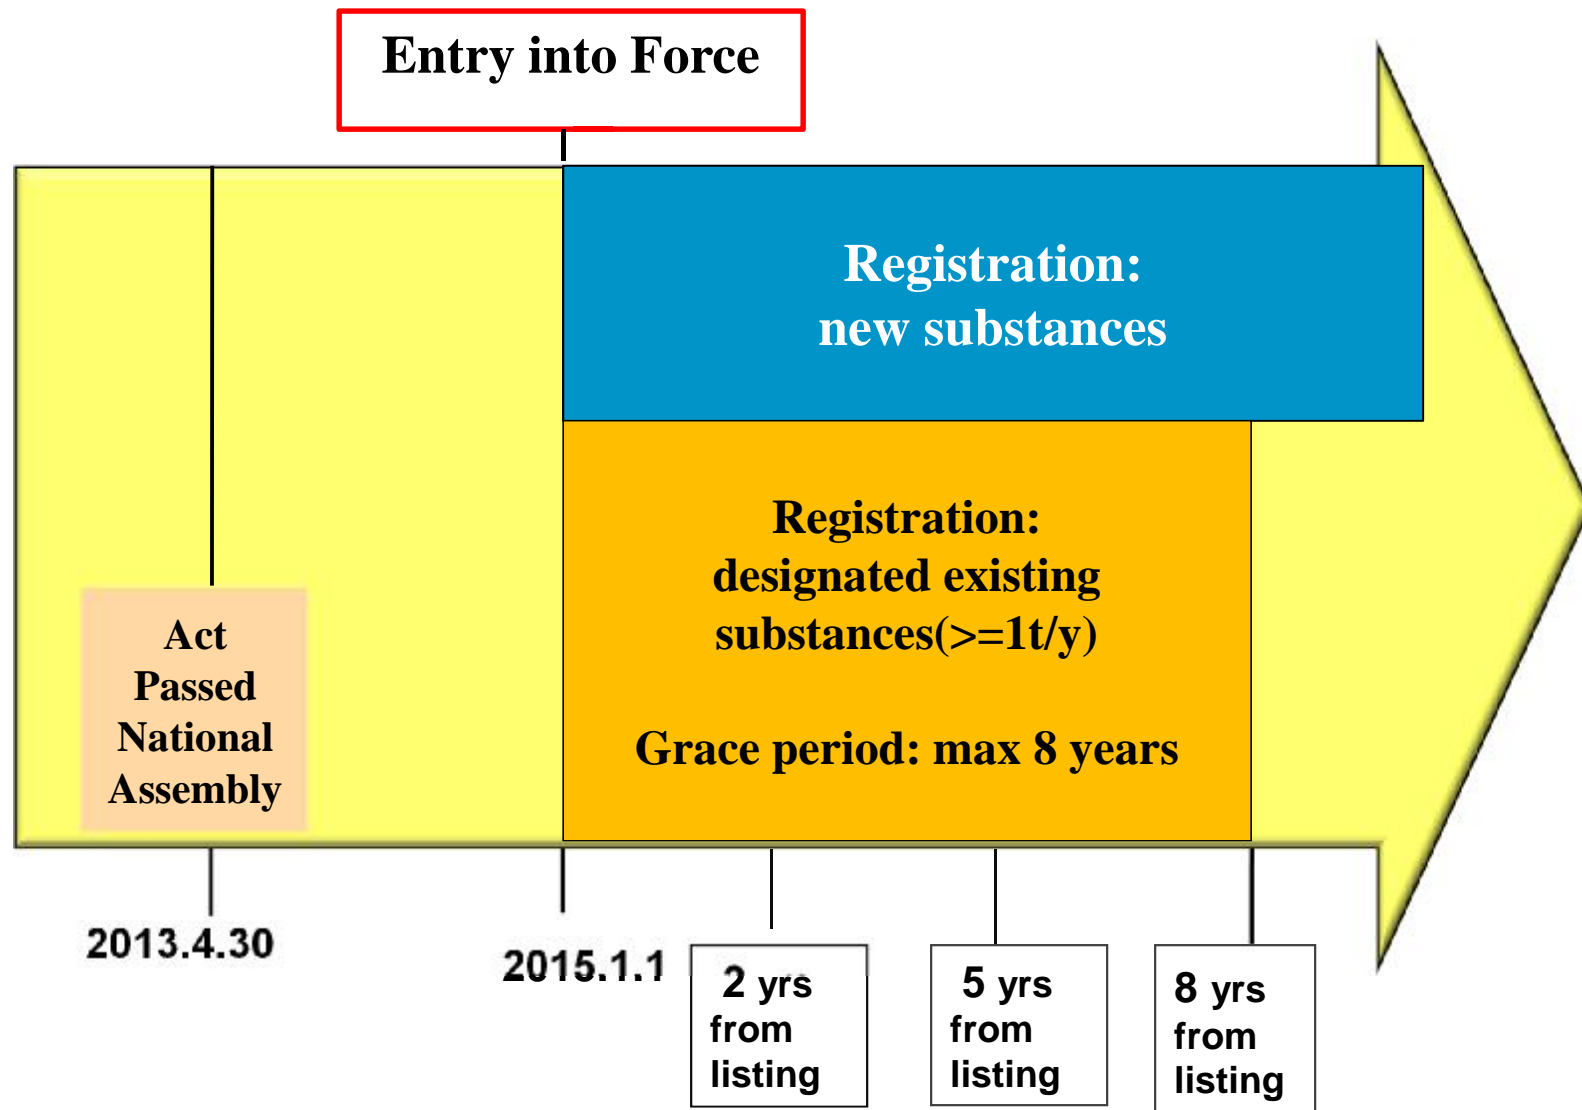 Entry into Force
Registration:
new substances
Registration:
designated existing
substances(>=1t/y)
Grace period: max 8 years
Act
Passed
National
Assembly
2013.4.30
2015.1.1
2 yrs
from
listing
5 yrs
from
listing
8 yrs
from
listing